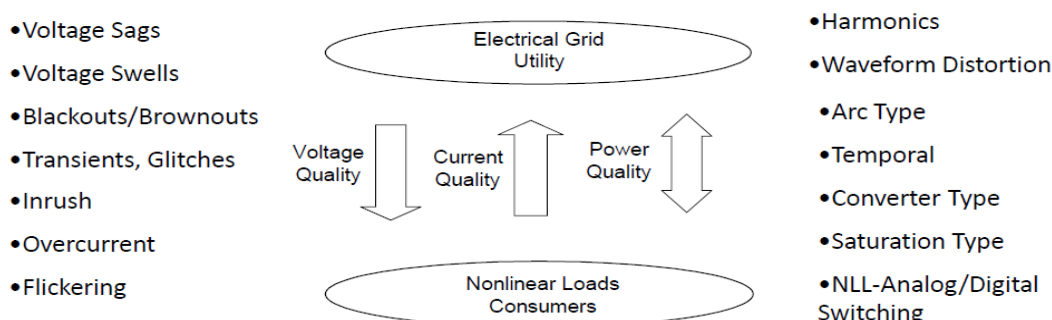 •Voltage Sags
•Voltage Swells
•Blackouts/Brownouts
•Transients, Glitches
•Inrush
•Overcurrent
•Flickering
Electrical Grid
Utility
Voltage
Quality
Current
Quality
Power
Quality
Nonlinear Loads
Consumers
•Harmonics
•Waveform Distortion
•Arc Type
•Temporal
•Converter Type
•Saturation Type
•NLL-Analog/Digital
Switching